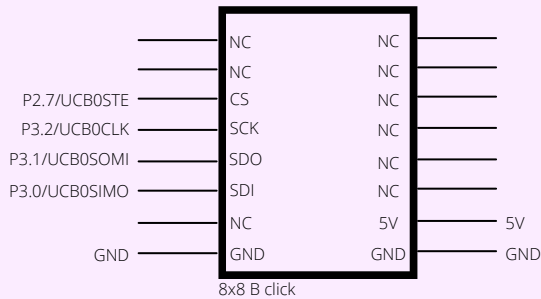 NC NC
NC NC
P2.7/UCB0STE CS NC
P3.2/UCB0CLK SCK NC
P3.1/UCB0SOMI SDO NC
P3.0/UCB0SIMO SDI NC
NC 5V 5V
GND GND GND GND
8x8 B click